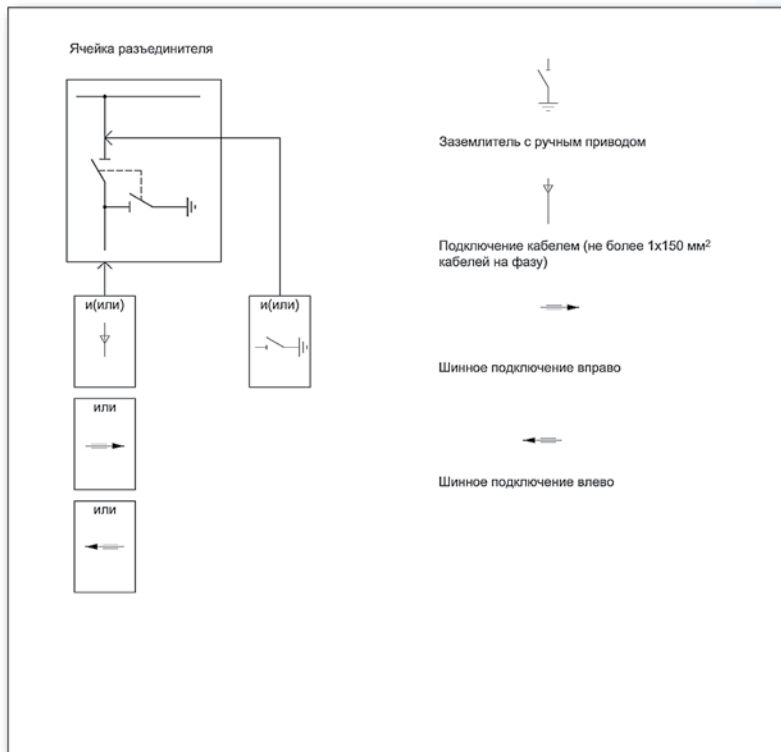 Ячейка разъединителя
Заземлитель с ручным приводом
Подключение кабелем (не более 1х150 мм²
кабелей на фазу)
и(или)
и(или)
Шинное подключение вправо
или
Шинное подключение влево
или